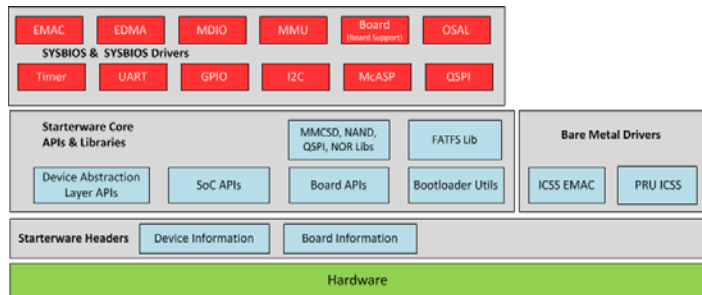 EMAC
EDMA
MDIO
MMU
Board
(Board Support)
OSAL
SYSBIOS & SYSBIOS Drivers
Timer
UART
GPIO
I2C
McASP
QSPI
Starterware Core
APIs & Libraries
MMCSD, NAND,
QSPI, NOR Libs
FATFS Lib
Device Abstraction
Layer APIs
SoC APIs
Board APIs
Bootloader Utils
Bare Metal Drivers
ICSS EMAC
PRU ICSS
Starterware Headers
Device Information
Board Information
Hardware